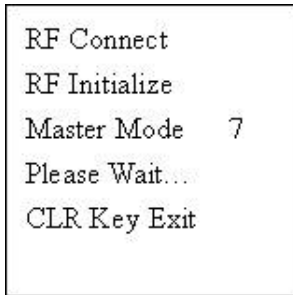 RF Connect
RF Initialize
Master Mode 7
Please Wait...
CLR Key Exit